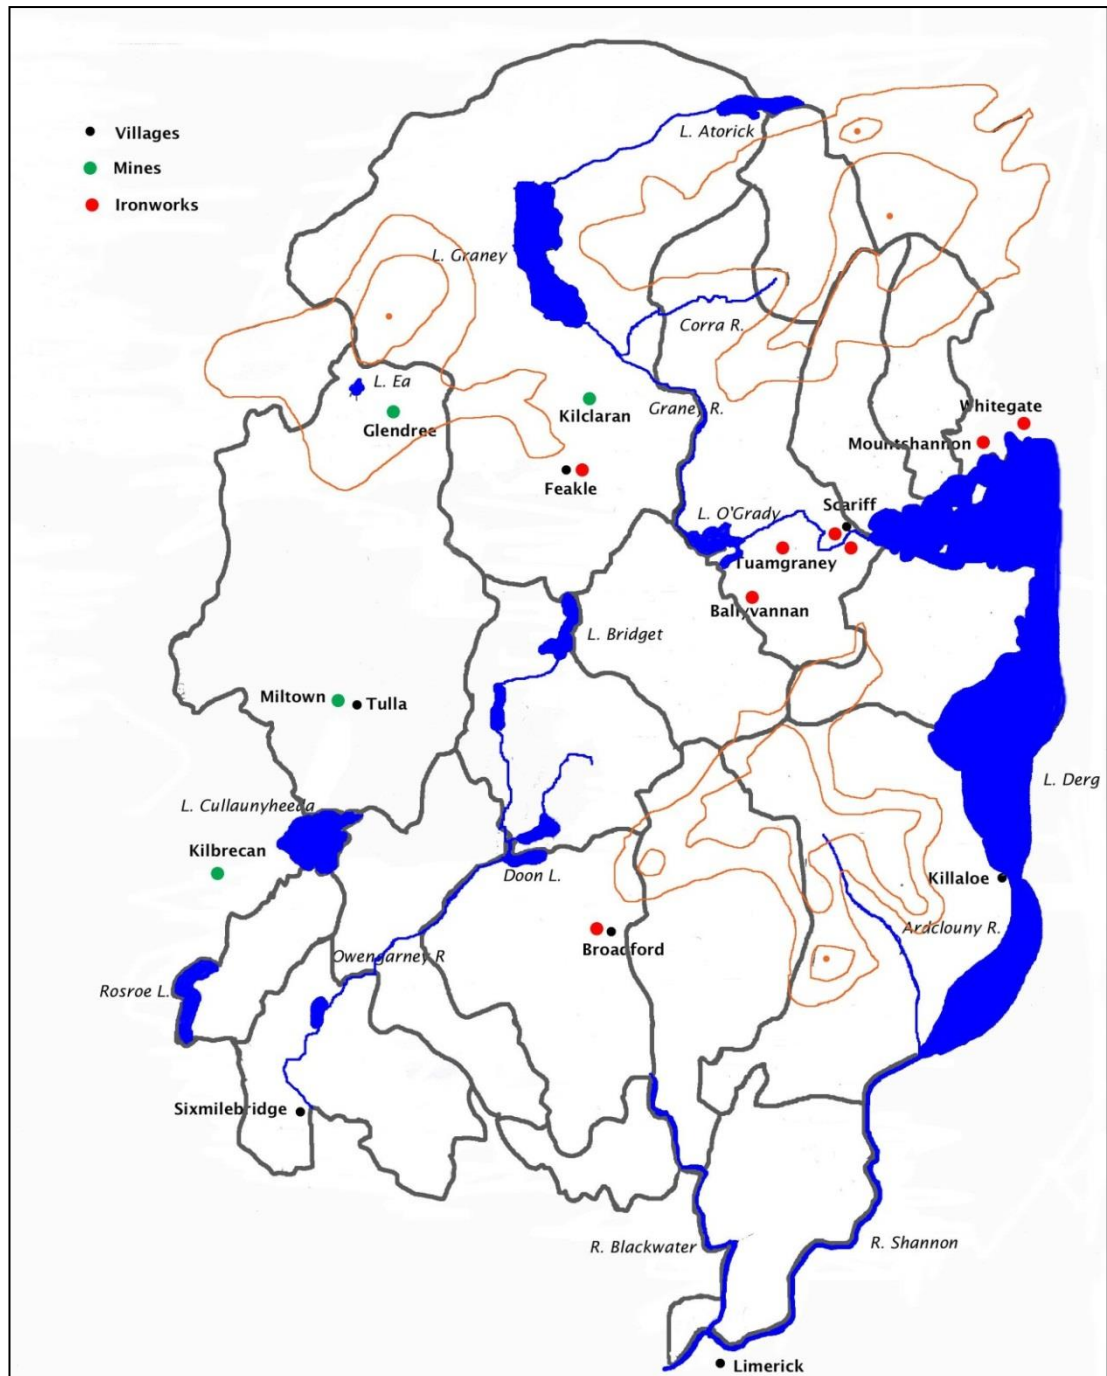 Villages
Mines
Ironworks
L. Atorick
L. Graney
Corra R.
L. Ea
Glendree
Kilclaran
Graney R.
Whitegate
Mountshannon
Feakle
Scariff
L. O'Grady
Tuamgraney
Ballyvannan
L. Bridget
Miltown
Tulla
L. Derg
L. Cullaunyheeda
Kilbrecan
Doon L.
Killaloe
Ardclouny R.
Broadford
Owengarney R
Rosroe L.
Sixmilebridge
R. Blackwater
R. Shannon
Limerick